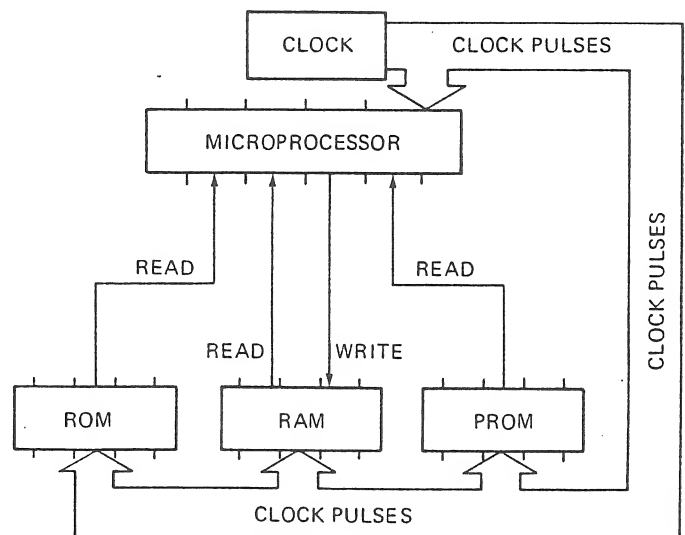 CLOCK
CLOCK PULSES
MICROPROCESSOR
CLOCK PULSES
READ
READ
READ
WRITE
ROM
RAM
PROM
CLOCK PULSES